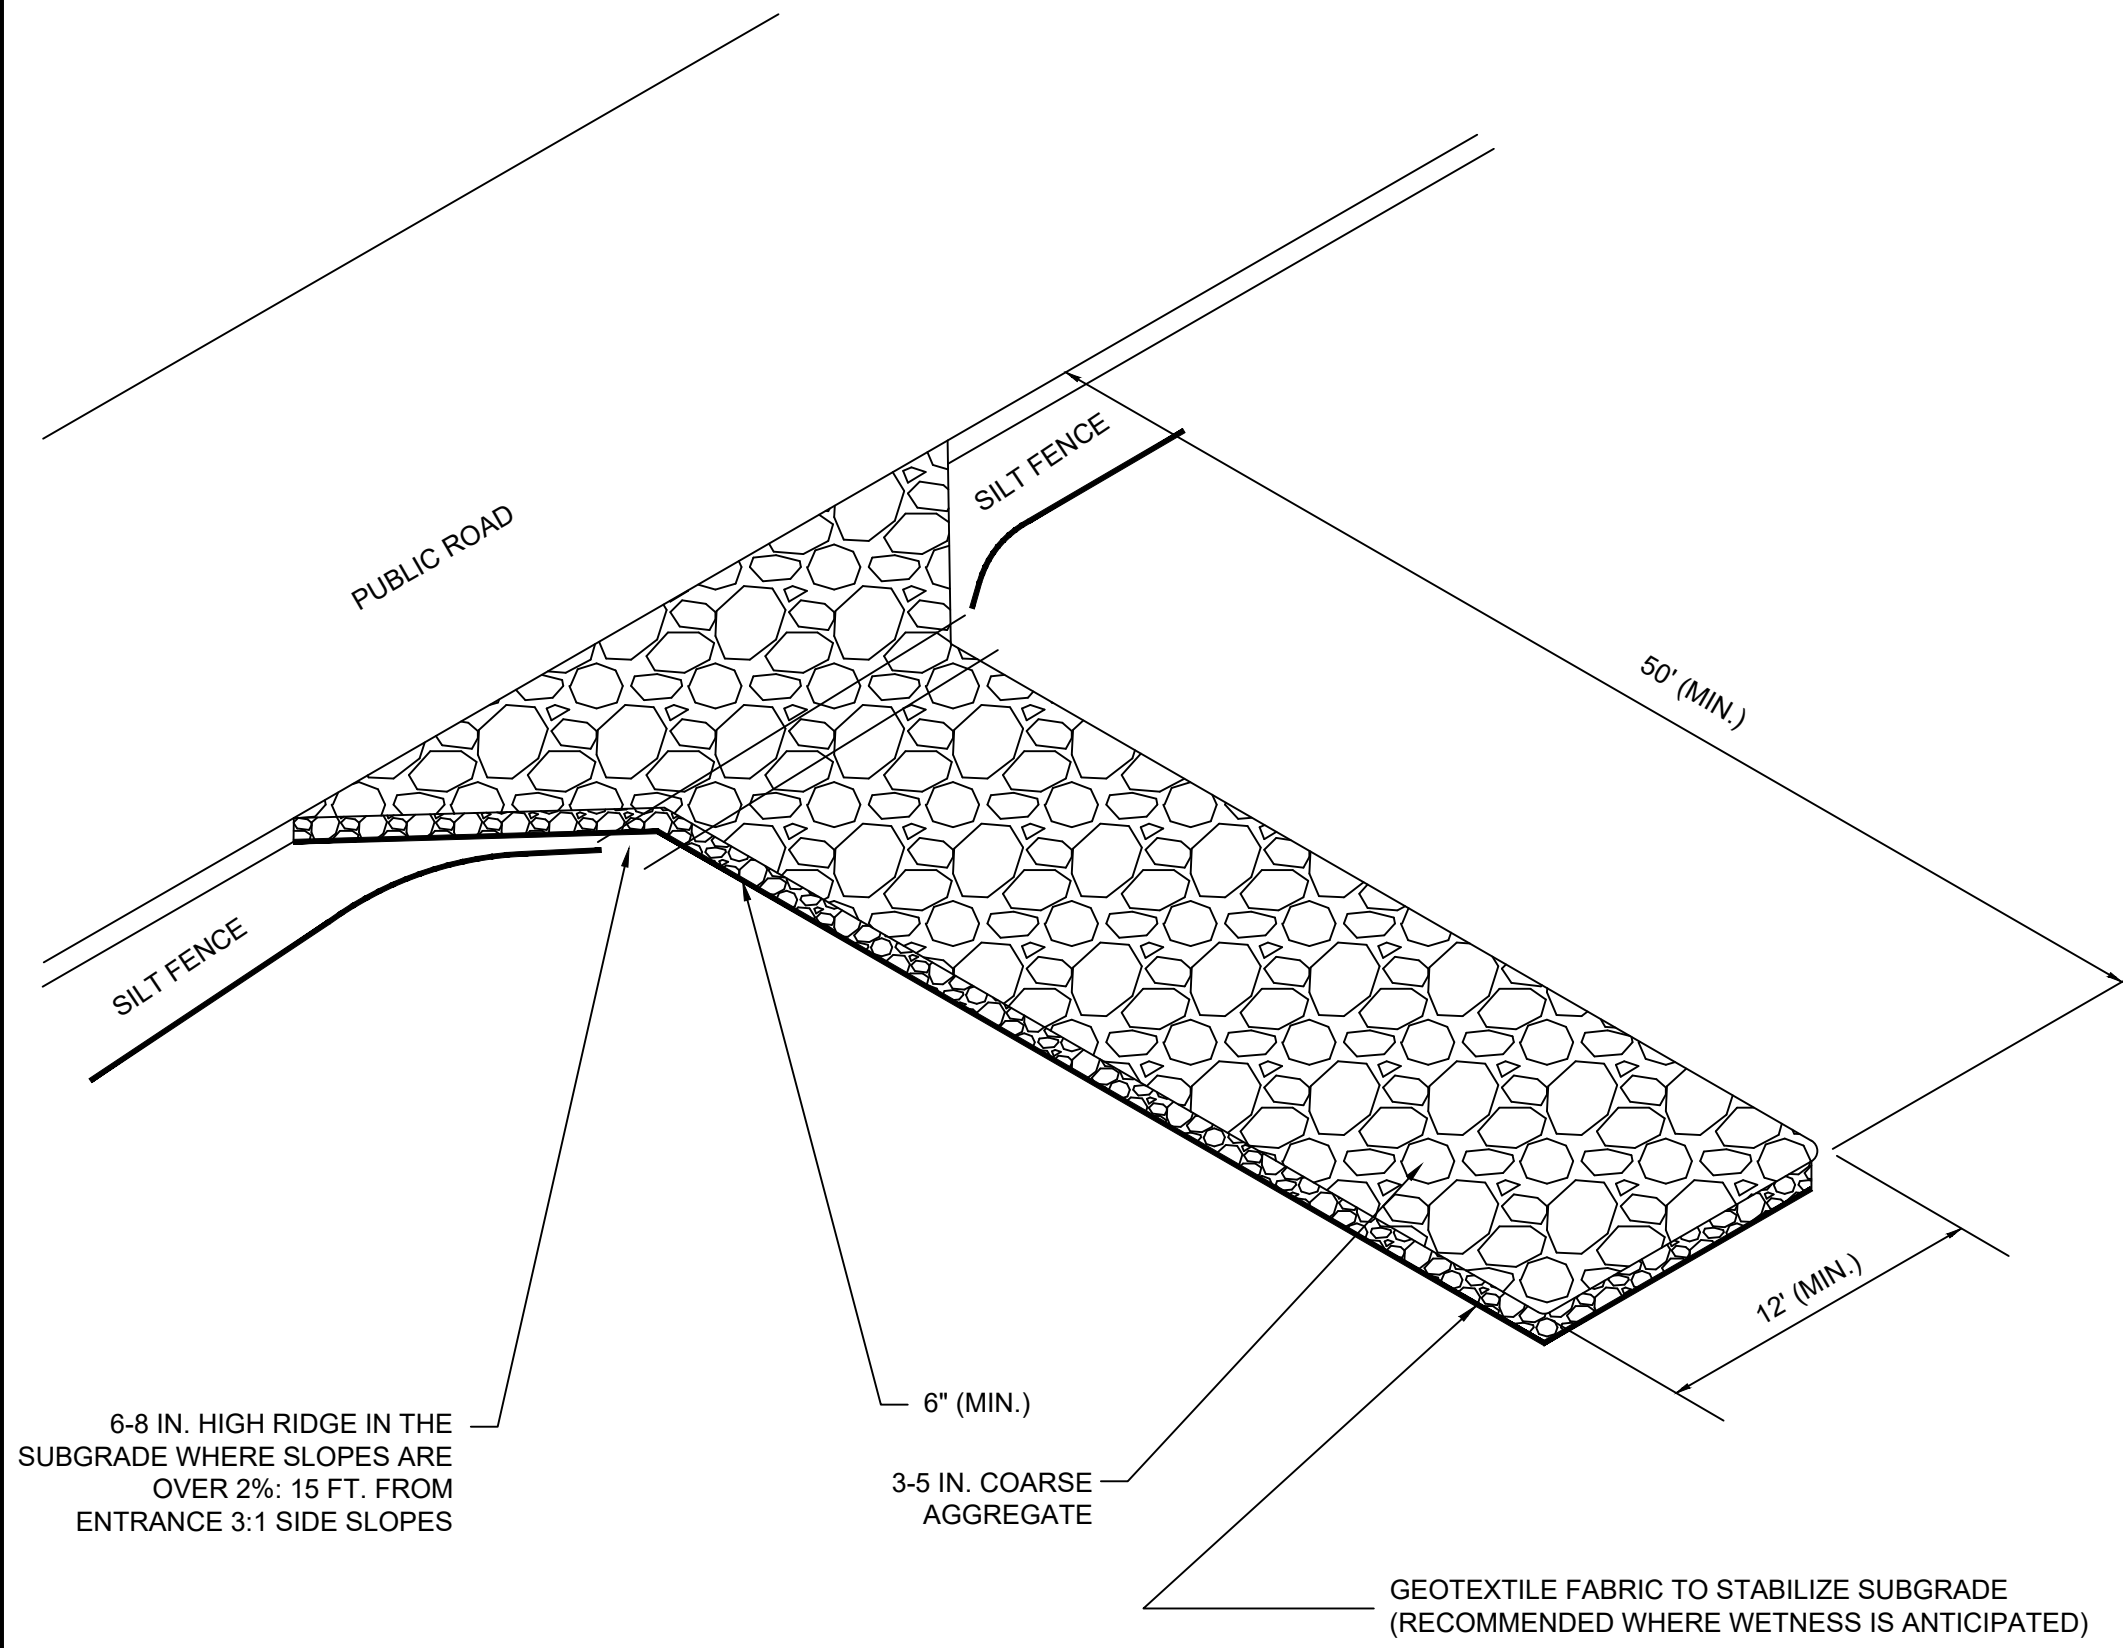 SILT FENCE
PUBLIC ROAD
50' (MIN.)
SILT FENCE
12' (MIN.)
6-8 IN. HIGH RIDGE IN THE
SUBGRADE WHERE SLOPES ARE
OVER 2%: 15 FT. FROM
ENTRANCE 3:1 SIDE SLOPES
6" (MIN.)
3-5 IN. COARSE
AGGREGATE
GEOTEXTILE FABRIC TO STABILIZE SUBGRADE
(RECOMMENDED WHERE WETNESS IS ANTICIPATED)